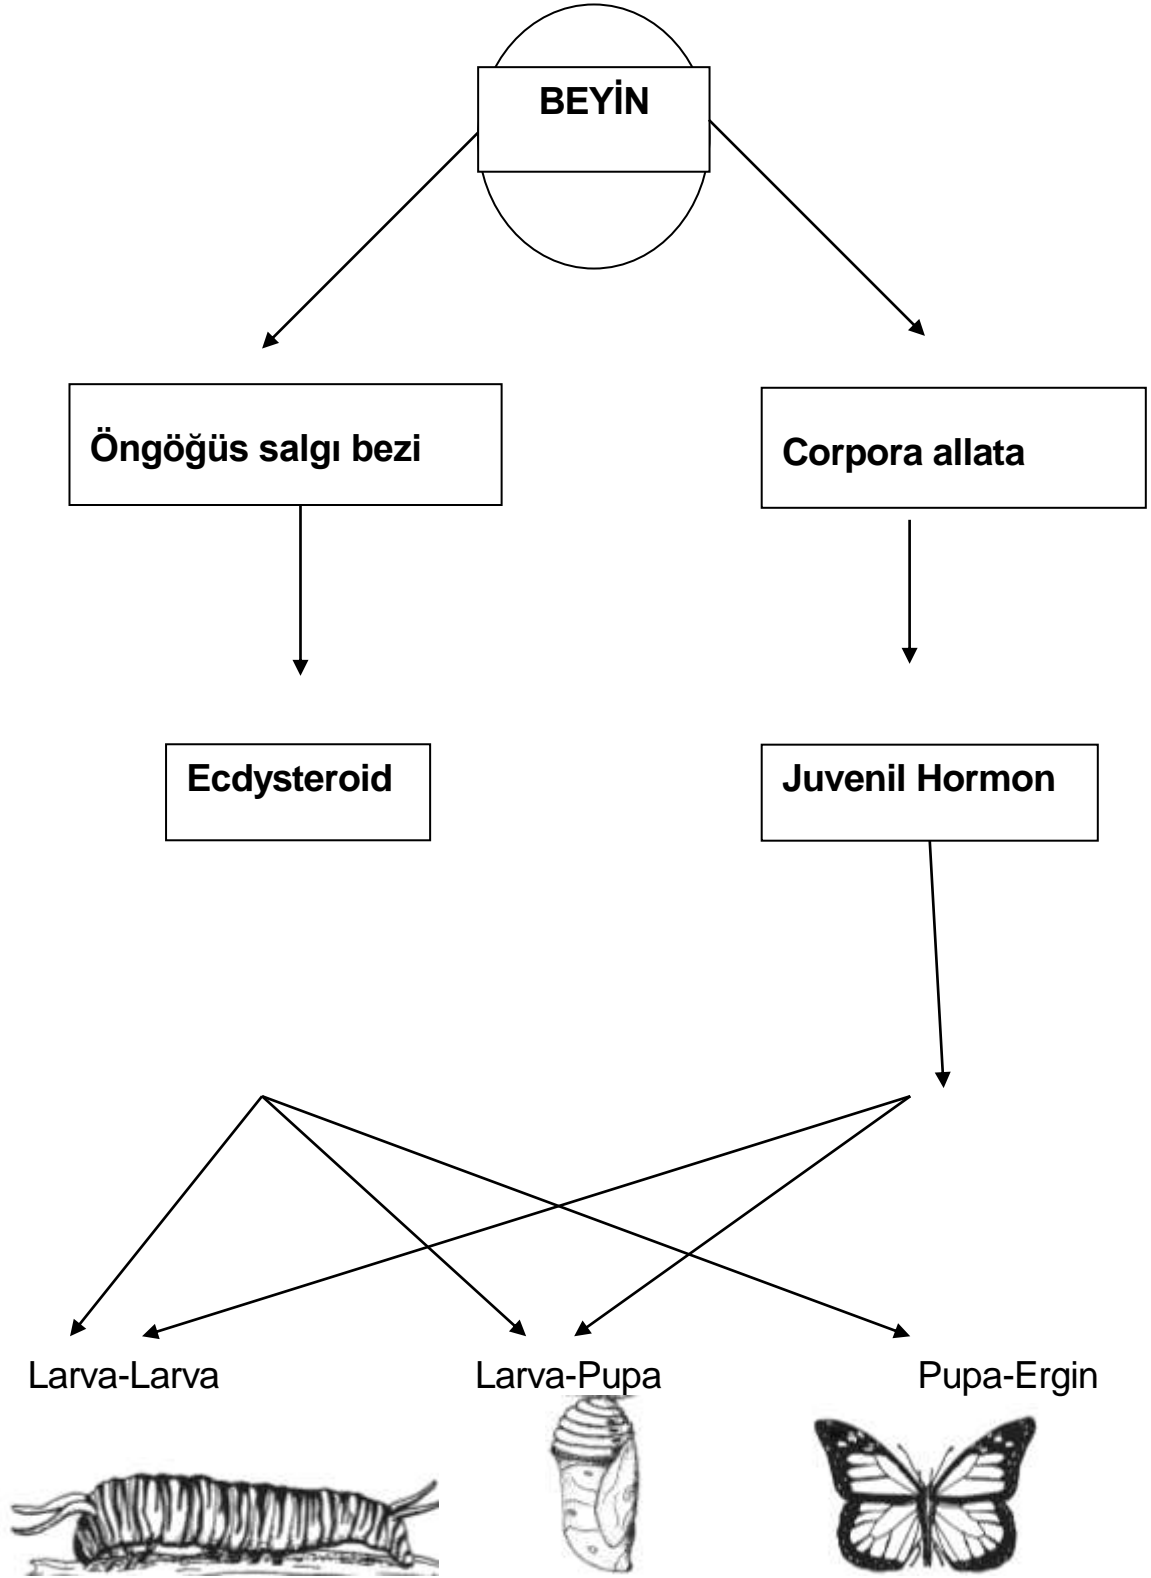 BEYİN
Öngöğüs salgı bezi
Corpora allata
Ecdysteroid
Juvenil Hormon
Larva-Larva
Larva-Pupa
Pupa-Ergin